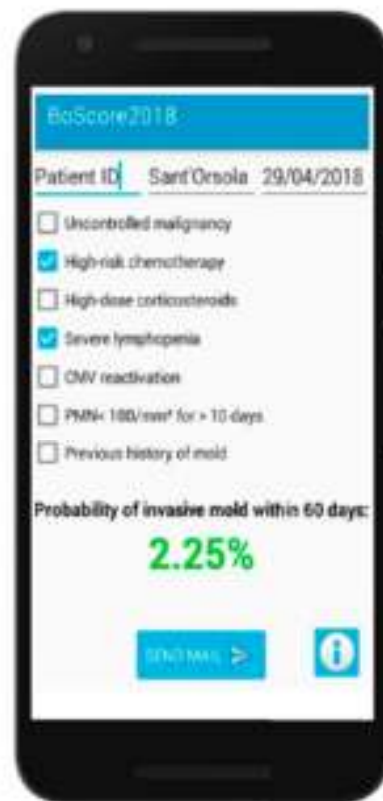 BoScore2018
Patient ID Sant'Orsola 29/04/2018
Uncontrolled malignancy
High-risk chemotherapy
High-dose corticosteroids
Severe lymphopenia
CMV reactivation
PMN< 100/mm³ for > 10 days
Previous history of mold
Probability of invasive mold within 60 days:
2.25%
SEND MAIL